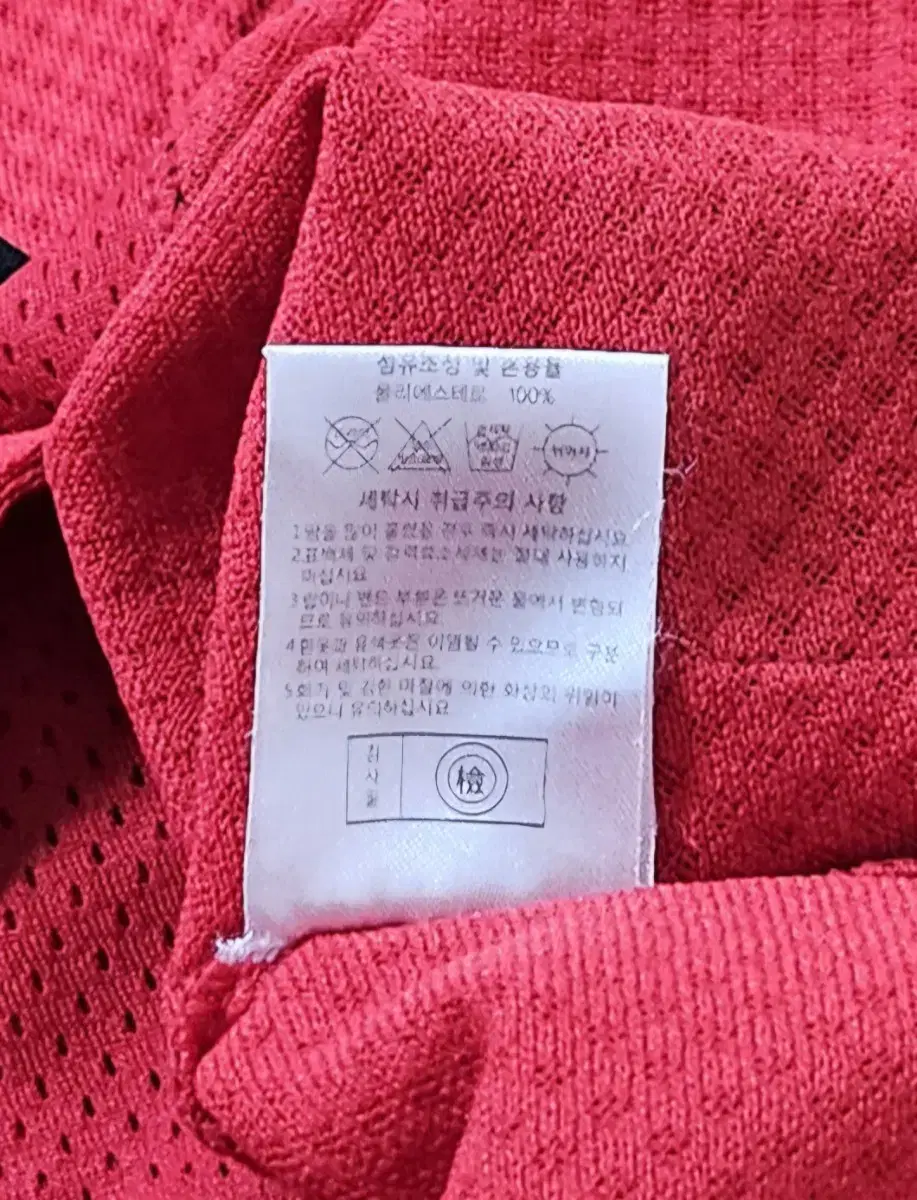 섬유조성 및 혼용률
폴리에스테르 100%
세탁시 취급주의 사항
1 땀을 많이 흘렸을 경우 즉시 세탁하십시요
2.표백제 및 강력효소세제는 절대 사용하지
마십시요
3 밴드 부분은 뜨거운 물에서 변형되
므로 유의하십시요.
4 흰옷과 유색옷은 이염될 수 있으므로 구분
하여 세탁하십시요.
5 화기 및 강한 마찰에 의한 화상의 위험이
있으니 유의하십시요
검
사
필
檢